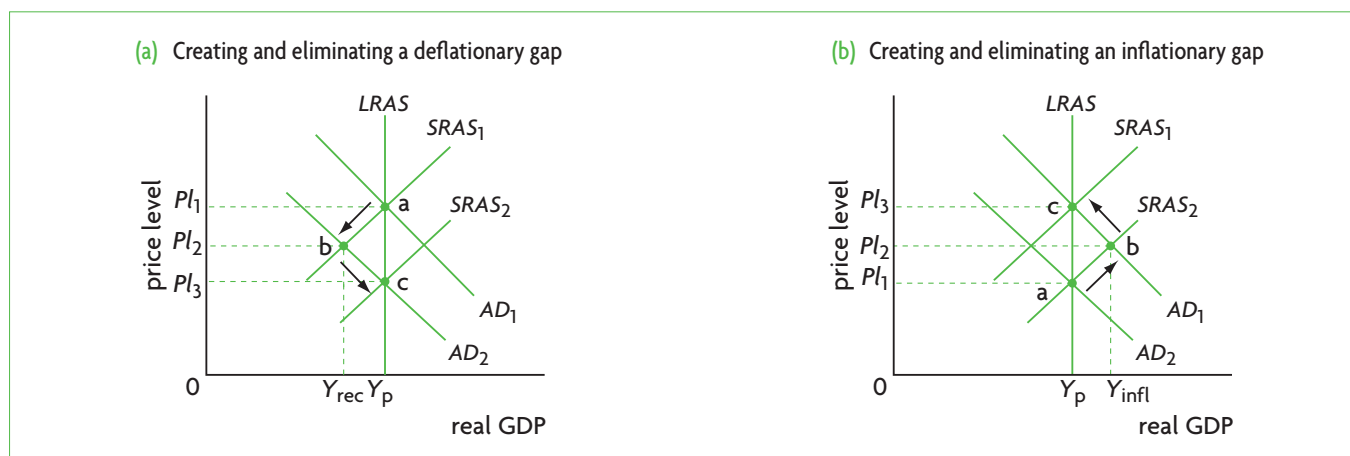 (a) Creating and eliminating a deflationary gap
LRAS
SRAS1
SRAS2
price level
Pl1
Pl2
Pl3
a
b
c
AD1
AD2
0
Yrec Yp
real GDP
(b) Creating and eliminating an inflationary gap
LRAS
SRAS1
SRAS2
price level
Pl3
Pl2
Pl1
c
b
a
AD1
AD2
0
Yp Yinfl
real GDP